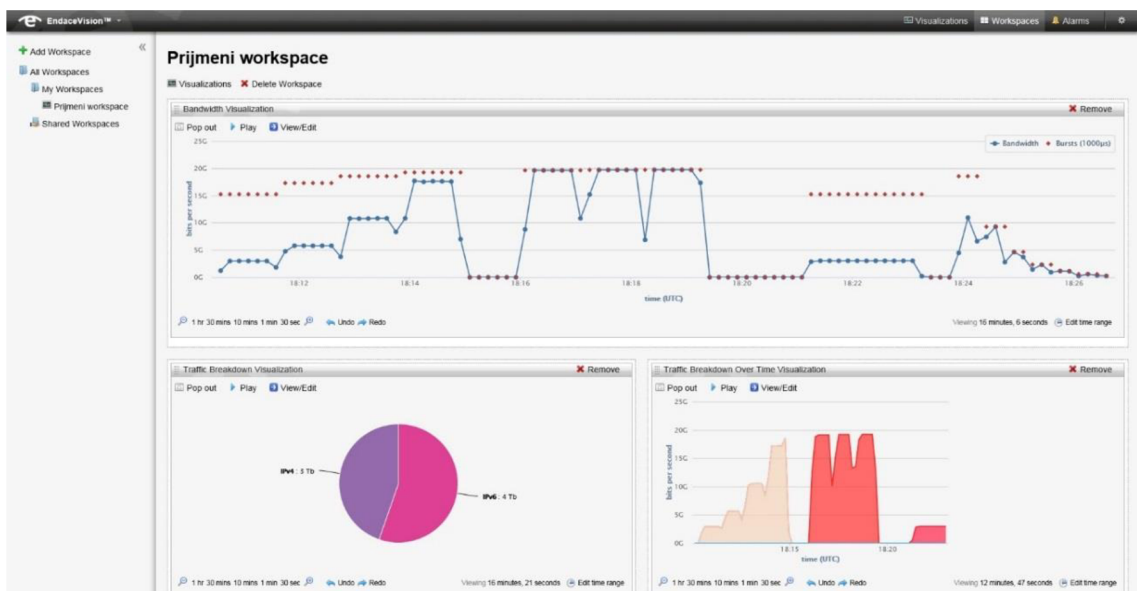 EndaceVision™
Visualizations Workspaces Alarms
Add Workspace
All Workspaces
My Workspaces
Prijmeni workspace
Shared Workspaces
Prijmeni workspace
Visualizations Delete Workspace
Bandwidth Visualization Remove
Pop out Play View/Edit
Bandwidth Bursts (1000µs)
25G
20G
15G
10G
5G
0G
bits per second
18:12 18:14 18:16 18:18 18:20 18:22 18:24 18:26
time (UTC)
1 hr 30 mins 10 mins 1 min 30 sec Undo Redo Viewing 16 minutes, 6 seconds Edit time range
Traffic Breakdown Visualization Remove
Pop out Play View/Edit
IPv4 : 3 Tb
IPv6 : 4 Tb
1 hr 30 mins 10 mins 1 min 30 sec Undo Redo Viewing 16 minutes, 21 seconds Edit time range
Traffic Breakdown Over Time Visualization Remove
Pop out Play View/Edit
25G
20G
15G
10G
5G
0G
bits per second
18:15 18:20
time (UTC)
1 hr 30 mins 10 mins 1 min 30 sec Undo Redo Viewing 12 minutes, 47 seconds Edit time range